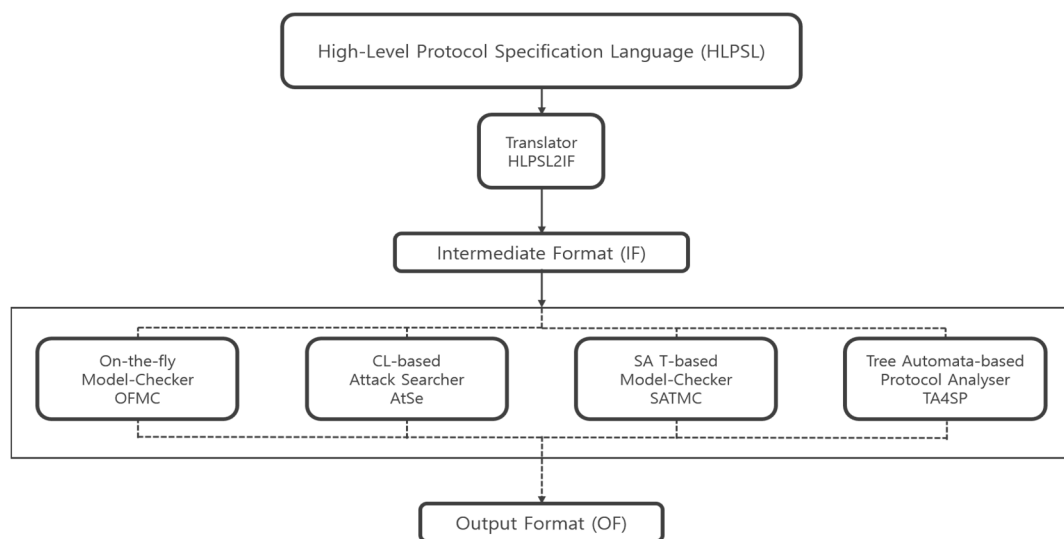 High-Level Protocol Specification Language (HLPSL)
Translator
HLPSL2IF
Intermediate Format (IF)
On-the-fly
Model-Checker
OFMC
CL-based
Attack Searcher
AtSe
SA T-based
Model-Checker
SATMC
Tree Automata-based
Protocol Analyser
TA4SP
Output Format (OF)